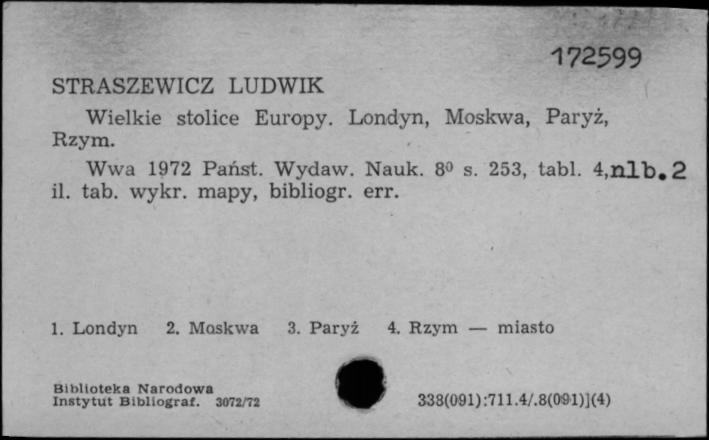 172599
STRASZEWICZ LUDWIK
Wielkie stolice Europy. Londyn, Moskwa, Paryż,
Rzym.
Wwa 1972 Państ. Wydaw. Nauk. 8⁰ s. 253, tabl. 4,nlb.2
il. tab. wykr. mapy, bibliogr. err.
1. Londyn 2. Moskwa 3. Paryż 4. Rzym — miasto
Biblioteka Narodowa
Instytut Bibliograf. 3072/72
338(091):711.4/.8(091)](4)